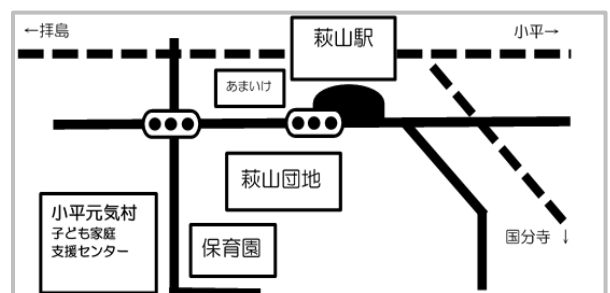 ←拝島
萩山駅
小平→
あまいけ
萩山団地
小平元気村
子ども家庭
支援センター
保育園
国分寺 ↓